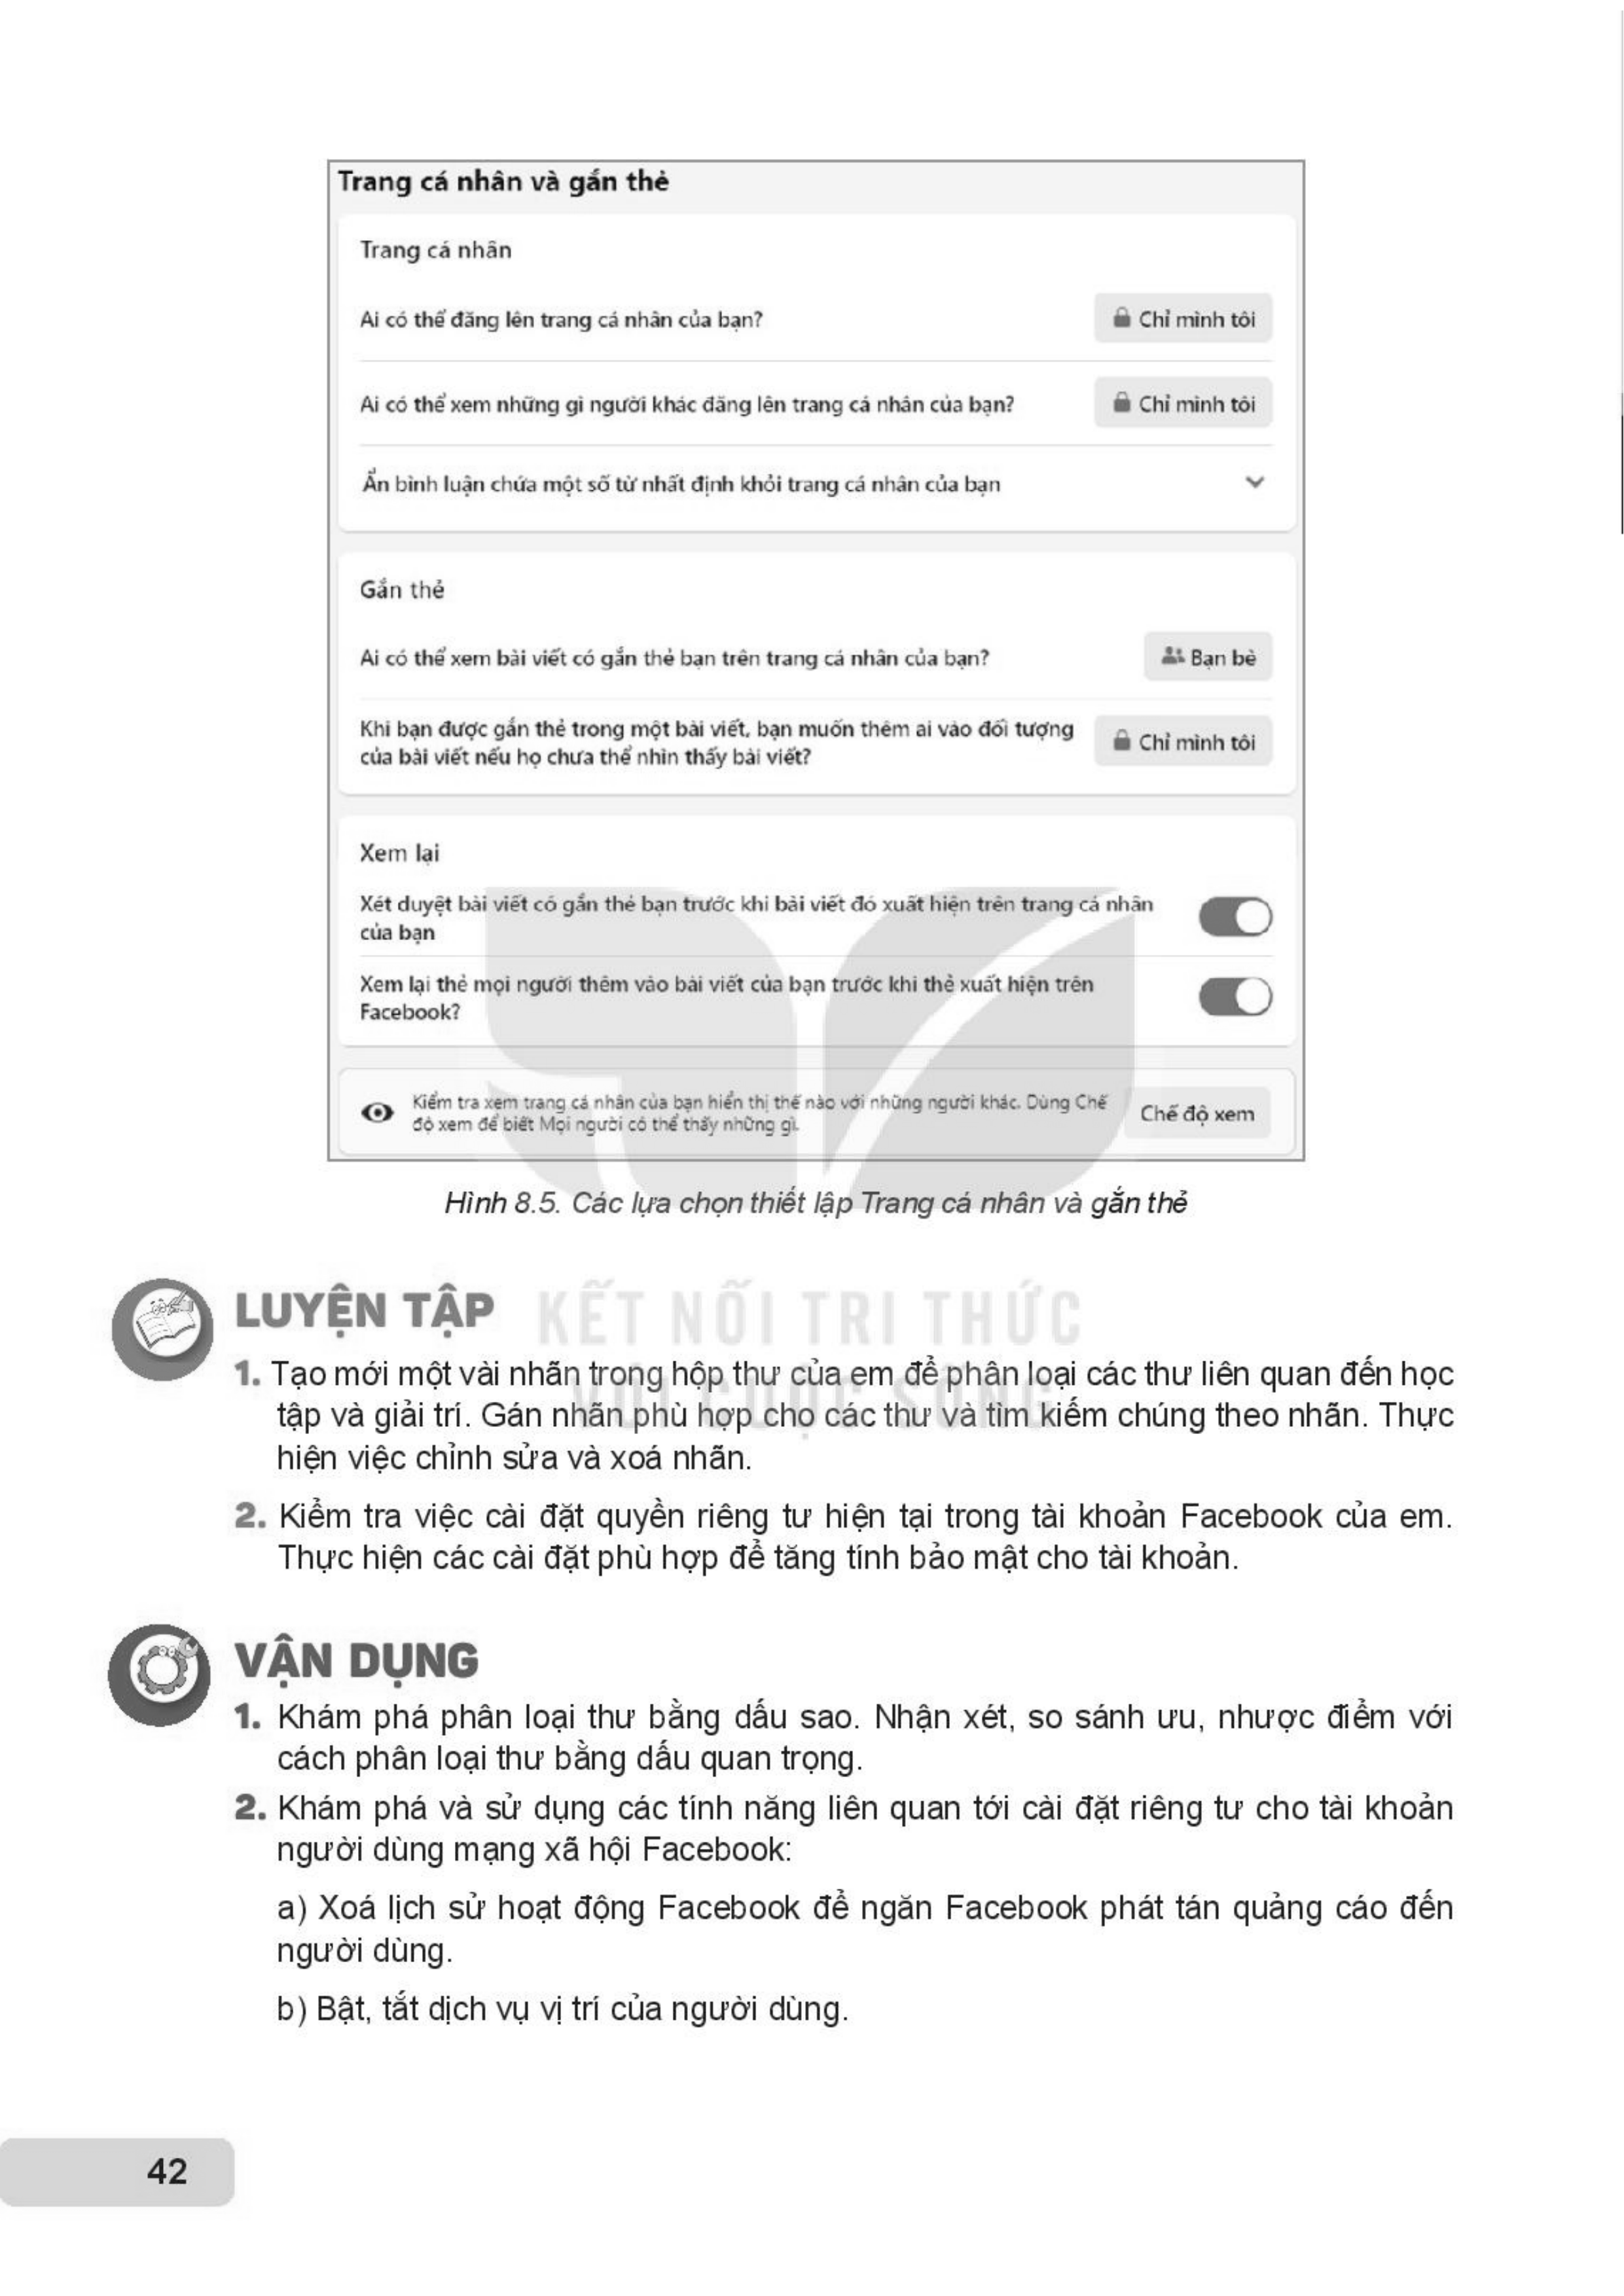 Trang cá nhân và gắn thẻ
Trang cá nhân
Ai có thể đăng lên trang cá nhân của bạn?
Chỉ mình tôi
Ai có thể xem những gì người khác đăng lên trang cá nhân của bạn?
Chỉ mình tôi
Ẩn bình luận chứa một số từ nhất định khỏi trang cá nhân của bạn
Gắn thẻ
Ai có thể xem bài viết có gắn thẻ bạn trên trang cá nhân của bạn?
Bạn bè
Khi bạn được gắn thẻ trong một bài viết, bạn muốn thêm ai vào đối tượng
của bài viết nếu họ chưa thể nhìn thấy bài viết?
Chỉ mình tôi
Xem lại
Xét duyệt bài viết có gắn thẻ bạn trước khi bài viết đó xuất hiện trên trang cá nhân
của bạn
Xem lại thẻ mọi người thêm vào bài viết của bạn trước khi thẻ xuất hiện trên
Facebook?
Kiểm tra xem trang cá nhân của bạn hiển thị thế nào với những người khác. Dùng Chế
độ xem để biết Mọi người có thể thấy những gì.
Chế độ xem
Hình 8.5. Các lựa chọn thiết lập Trang cá nhân và gắn thẻ
LUYỆN TẬP
KẾT NỐI TRI THỨC
VỚI CUỘC SỐNG
1. Tạo mới một vài nhãn trong hộp thư của em để phân loại các thư liên quan đến học
tập và giải trí. Gán nhãn phù hợp cho các thư và tìm kiếm chúng theo nhãn. Thực
hiện việc chỉnh sửa và xoá nhãn.
2. Kiểm tra việc cài đặt quyền riêng tư hiện tại trong tài khoản Facebook của em.
Thực hiện các cài đặt phù hợp để tăng tính bảo mật cho tài khoản.
VẬN DỤNG
1. Khám phá phân loại thư bằng dấu sao. Nhận xét, so sánh ưu, nhược điểm với
cách phân loại thư bằng dấu quan trọng.
2. Khám phá và sử dụng các tính năng liên quan tới cài đặt riêng tư cho tài khoản
người dùng mạng xã hội Facebook:
a) Xoá lịch sử hoạt động Facebook để ngăn Facebook phát tán quảng cáo đến
người dùng.
b) Bật, tắt dịch vụ vị trí của người dùng.
42